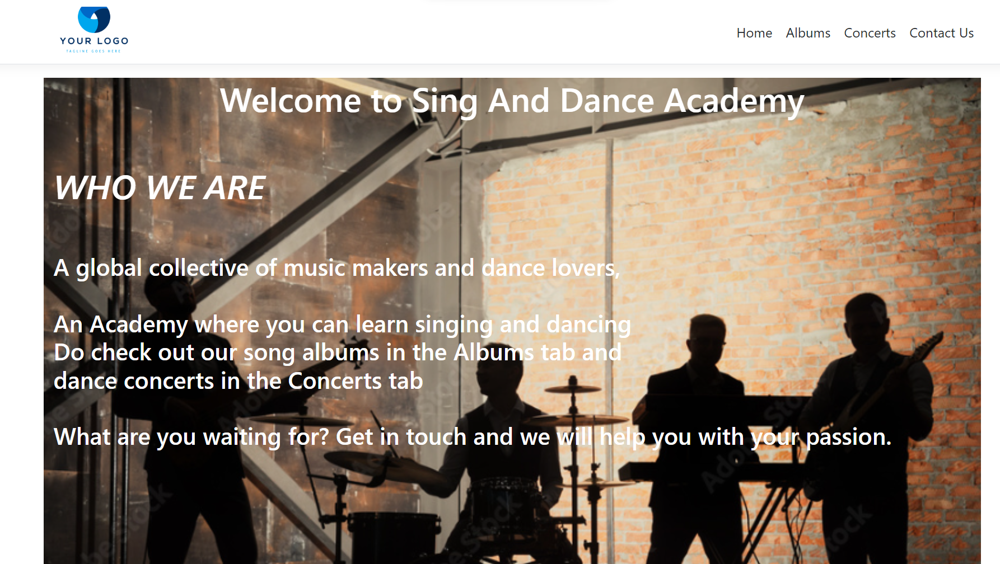 YOUR LOGO
TAGLINE GOES HERE
Home Albums Concerts Contact Us
Welcome to Sing And Dance Academy
WHO WE ARE
A global collective of music makers and dance lovers,
An Academy where you can learn singing and dancing
Do check out our song albums in the Albums tab and
dance concerts in the Concerts tab
What are you waiting for? Get in touch and we will help you with your passion.
Adobe Stock